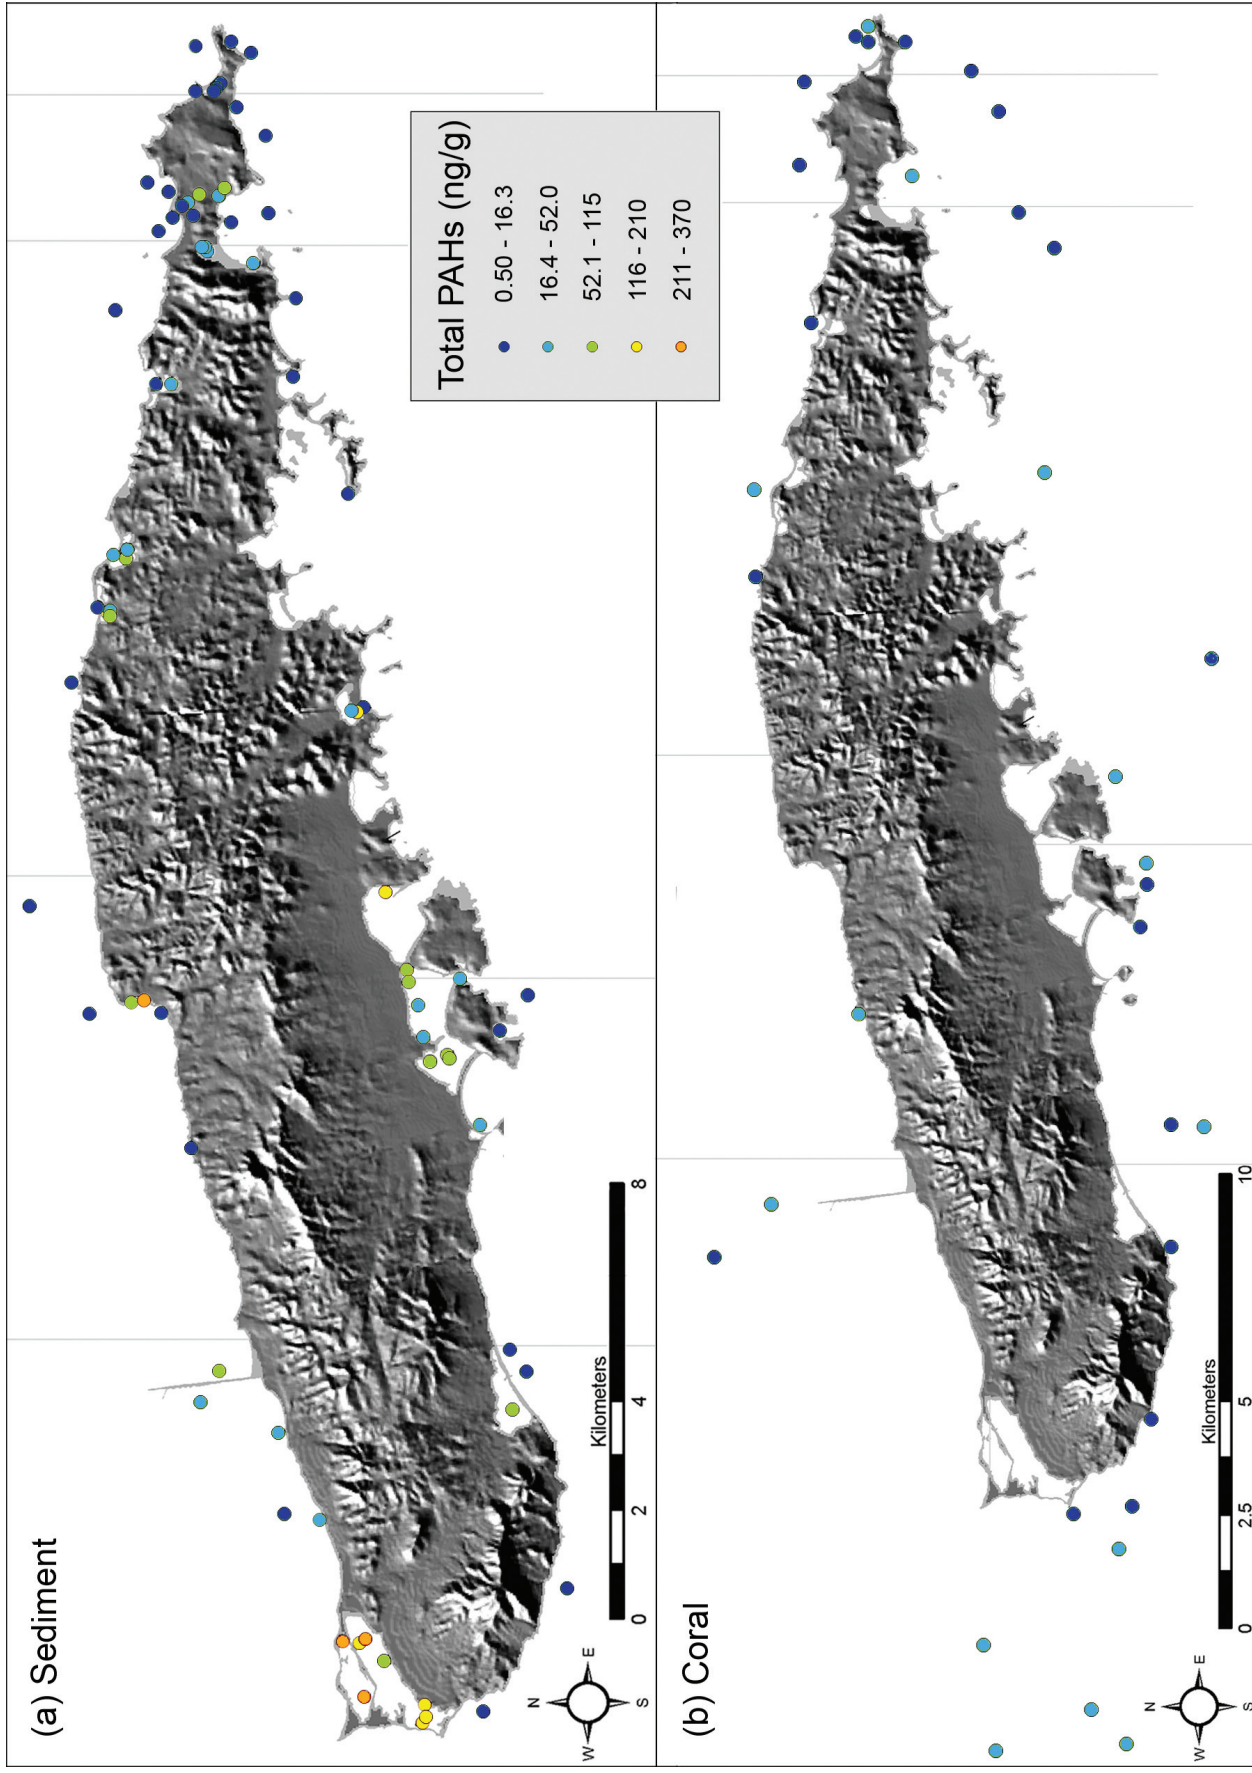 (a) Sediment
N
W
E
S
Kilometers
0
2
4
8
Total PAHs (ng/g)
0.50 - 16.3
16.4 - 52.0
52.1 - 115
116 - 210
211 - 370
(b) Coral
N
W
E
S
Kilometers
0
2.5
5
10